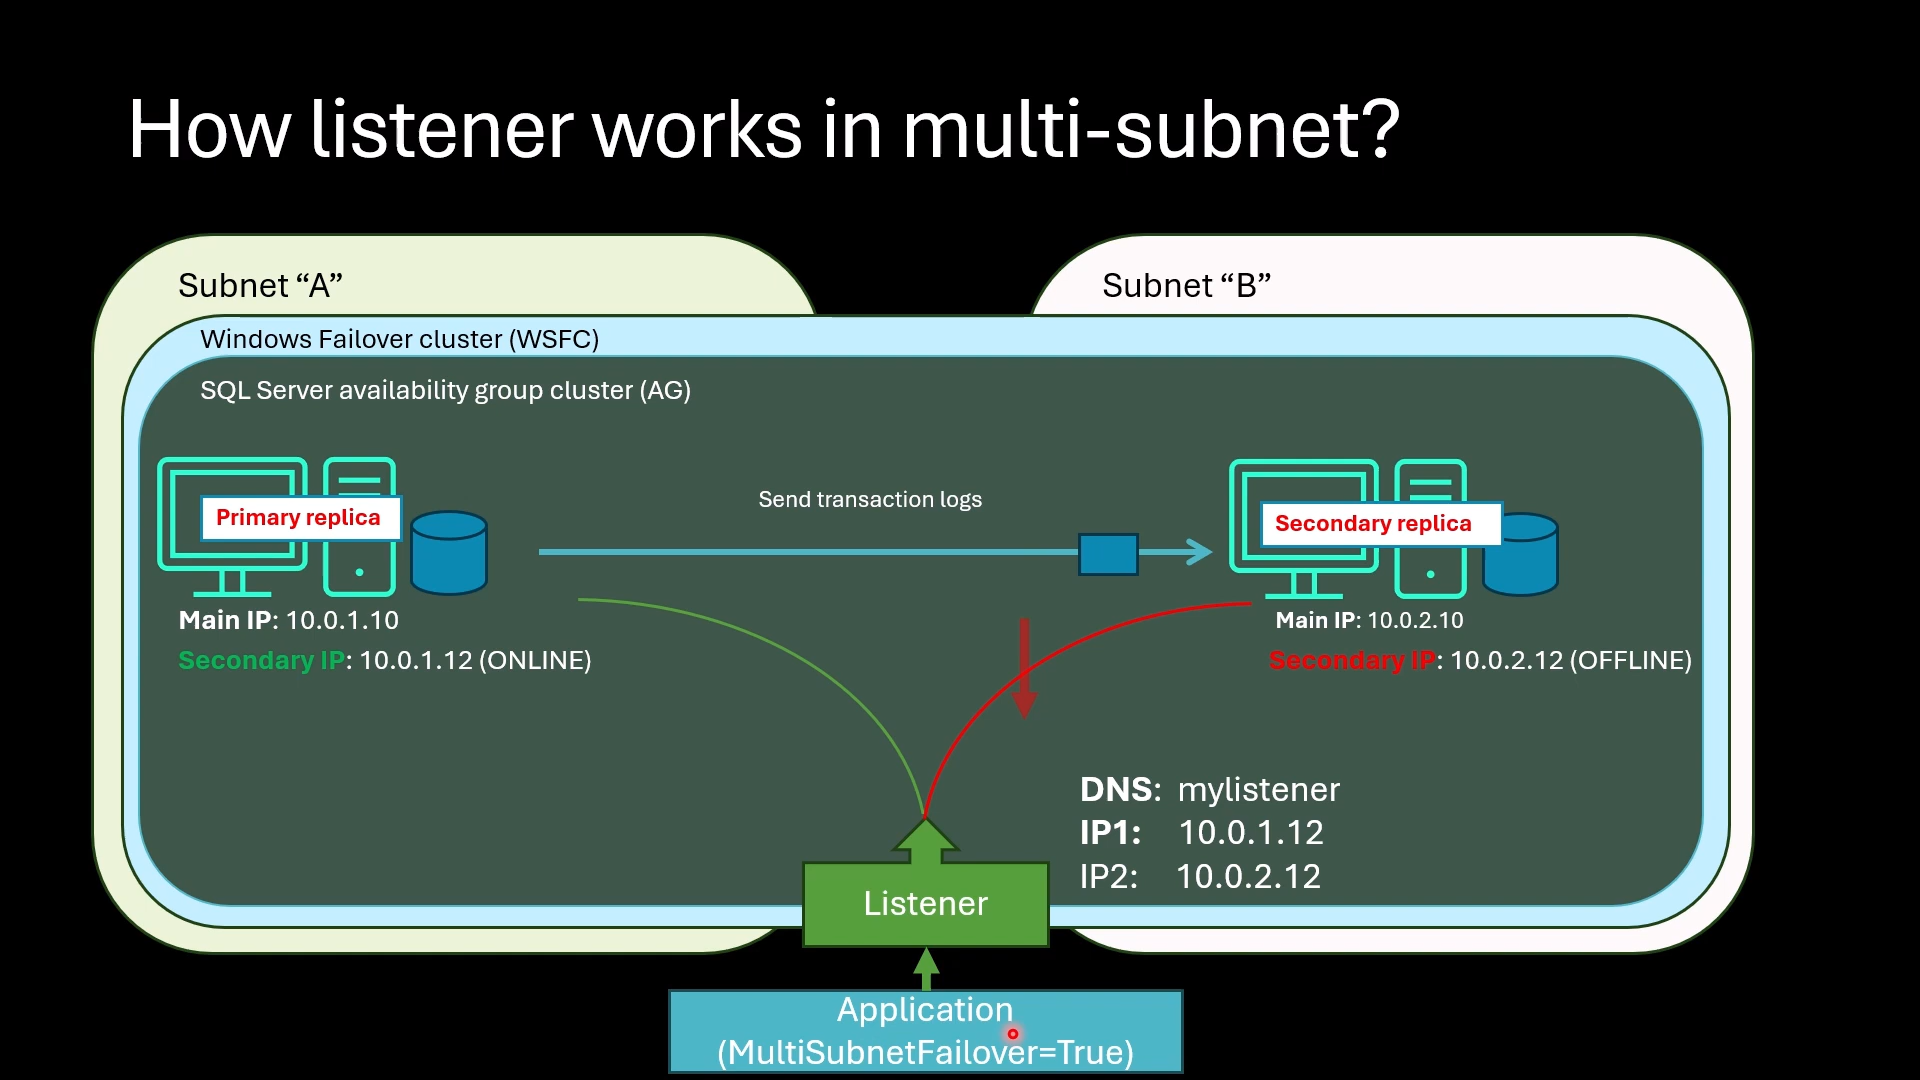 How listener works in multi-subnet?
Subnet “A”
Subnet “B”
Windows Failover cluster (WSFC)
SQL Server availability group cluster (AG)
Send transaction logs
Primary replica
Secondary replica
Main IP: 10.0.1.10
Secondary IP: 10.0.1.12 (ONLINE)
Main IP: 10.0.2.10
Secondary IP: 10.0.2.12 (OFFLINE)
DNS: mylistener
IP1: 10.0.1.12
IP2: 10.0.2.12
Listener
Application
(MultiSubnetFailover=True)